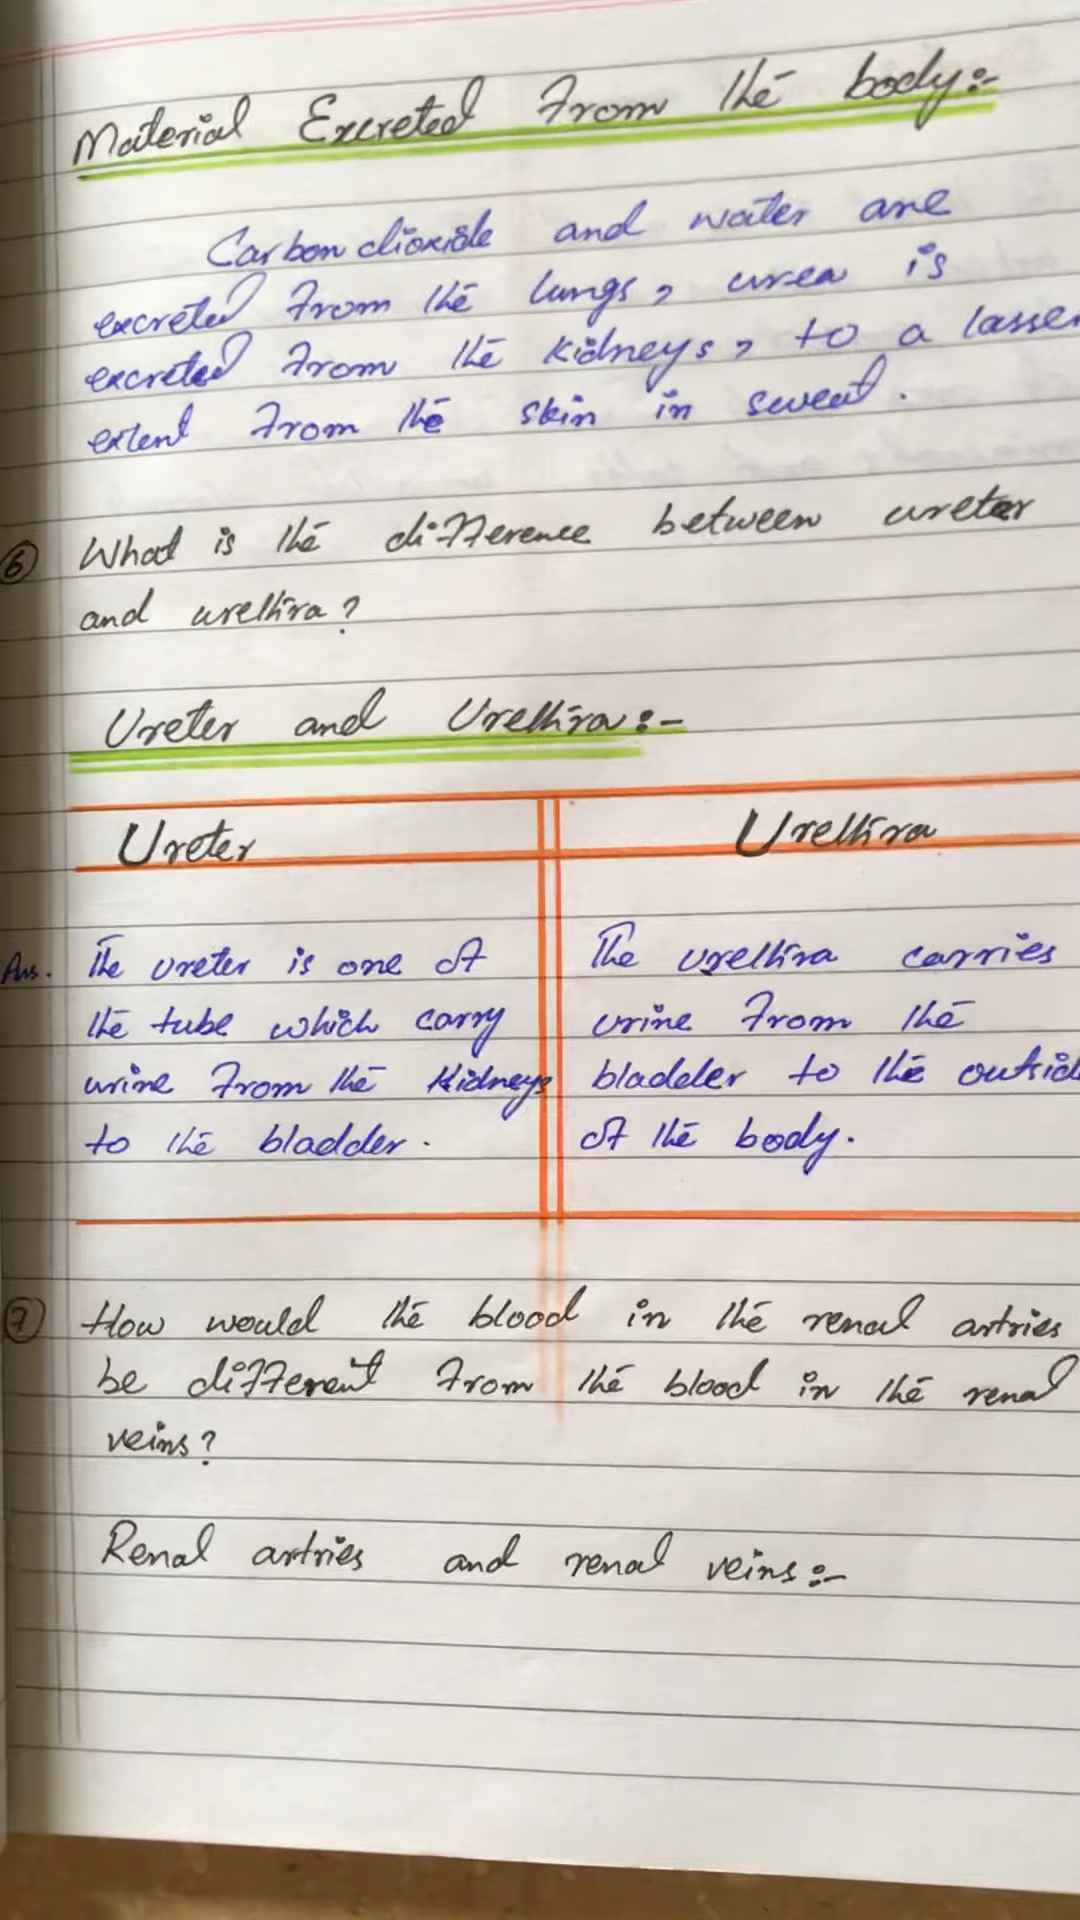 Material Excreted From the body:-
Carbondioxide and water are
excreted from the lungs, urea is
excreted from the kidneys, to a lasser
extent from the skin in sweat.
6 What is the difference between ureter
and urethra?
Ureter and Urethra:-
Ureter Urethra
Ans. The ureter is one of The urethra carries
the tube which carry urine from the
urine from the kidneys bladder to the outsid
to the bladder. of the body.
7 How would the blood in the renal artries
be different from the blood in the renal
veins?
Renal artries and renal veins:-